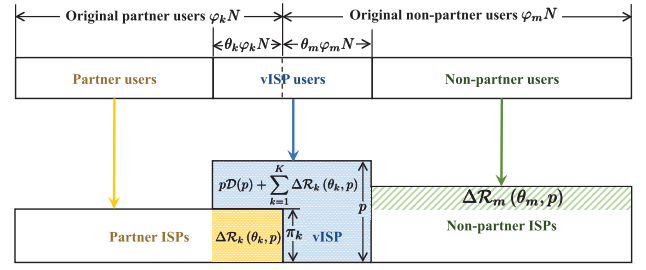 Original partner users φ_k N
Original non-partner users φ_m N
θ_k φ_k N
θ_m φ_m N
Partner users
vISP users
Non-partner users
pD(p) + ∑_{k=1}^{K} ΔR_k (θ_k, p)
p
ΔR_m (θ_m, p)
Partner ISPs
ΔR_k (θ_k, p)
π_k
vISP
Non-partner ISPs